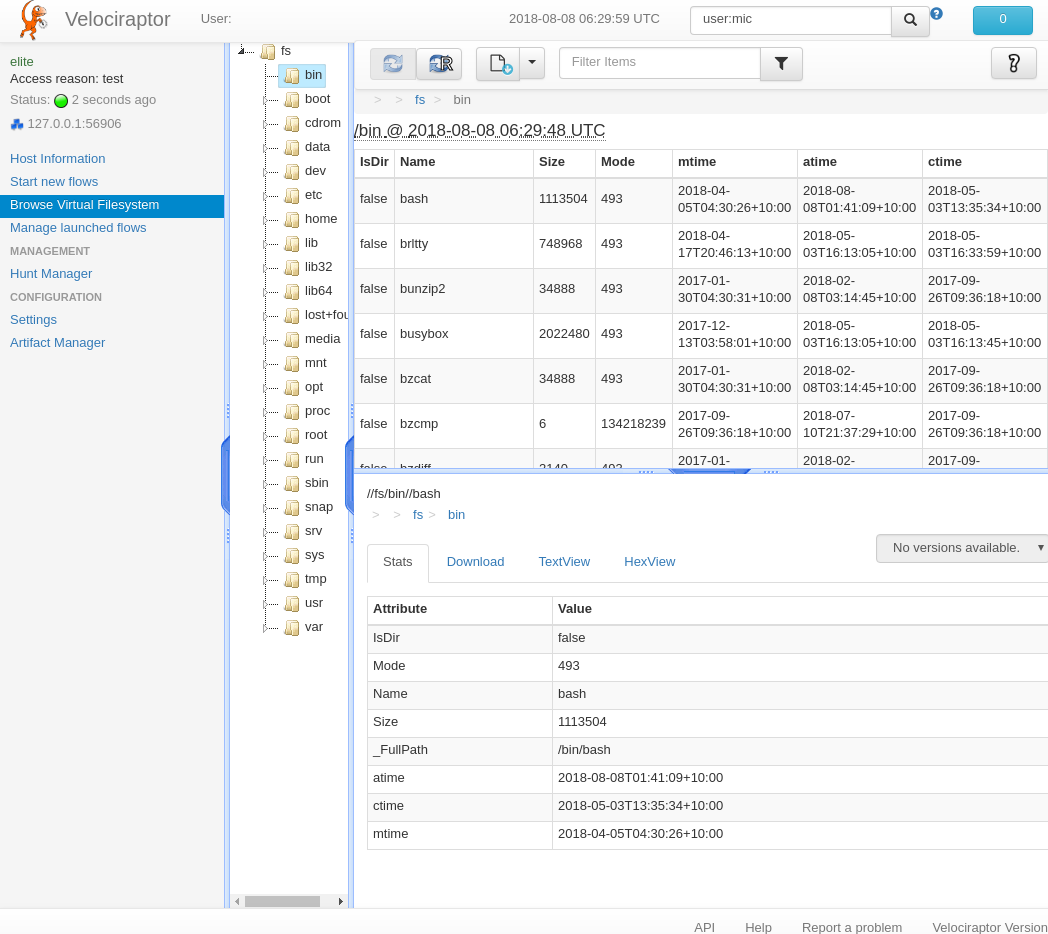 Velociraptor User: 2018-08-08 06:29:59 UTC user:mic 0
elite
Access reason: test
Status: 2 seconds ago
127.0.0.1:56906
Host Information
Start new flows
Browse Virtual Filesystem
Manage launched flows
MANAGEMENT
Hunt Manager
CONFIGURATION
Settings
Artifact Manager
fs
bin
boot
cdrom
data
dev
etc
home
lib
lib32
lib64
lost+fou
media
mnt
opt
proc
root
run
sbin
snap
srv
sys
tmp
usr
var
R Filter Items ?
> > fs > bin
/bin @ 2018-08-08 06:29:48 UTC
IsDir Name Size Mode mtime atime ctime
false bash 1113504 493 2018-04-05T04:30:26+10:00 2018-08-08T01:41:09+10:00 2018-05-03T13:35:34+10:00
false brltty 748968 493 2018-04-17T20:46:13+10:00 2018-05-03T16:13:05+10:00 2018-05-03T16:33:59+10:00
false bunzip2 34888 493 2017-01-30T04:30:31+10:00 2018-02-08T03:14:45+10:00 2017-09-26T09:36:18+10:00
false busybox 2022480 493 2017-12-13T03:58:01+10:00 2018-05-03T16:13:05+10:00 2018-05-03T16:13:45+10:00
false bzcat 34888 493 2017-01-30T04:30:31+10:00 2018-02-08T03:14:45+10:00 2017-09-26T09:36:18+10:00
false bzcmp 6 134218239 2017-09-26T09:36:18+10:00 2018-07-10T21:37:29+10:00 2017-09-26T09:36:18+10:00
false bzdiff 2140 493 2017-01- 2018-02- 2017-09-
//fs/bin//bash
> > fs > bin
No versions available.
Stats Download TextView HexView
Attribute Value
IsDir false
Mode 493
Name bash
Size 1113504
_FullPath /bin/bash
atime 2018-08-08T01:41:09+10:00
ctime 2018-05-03T13:35:34+10:00
mtime 2018-04-05T04:30:26+10:00
API Help Report a problem Velociraptor Version